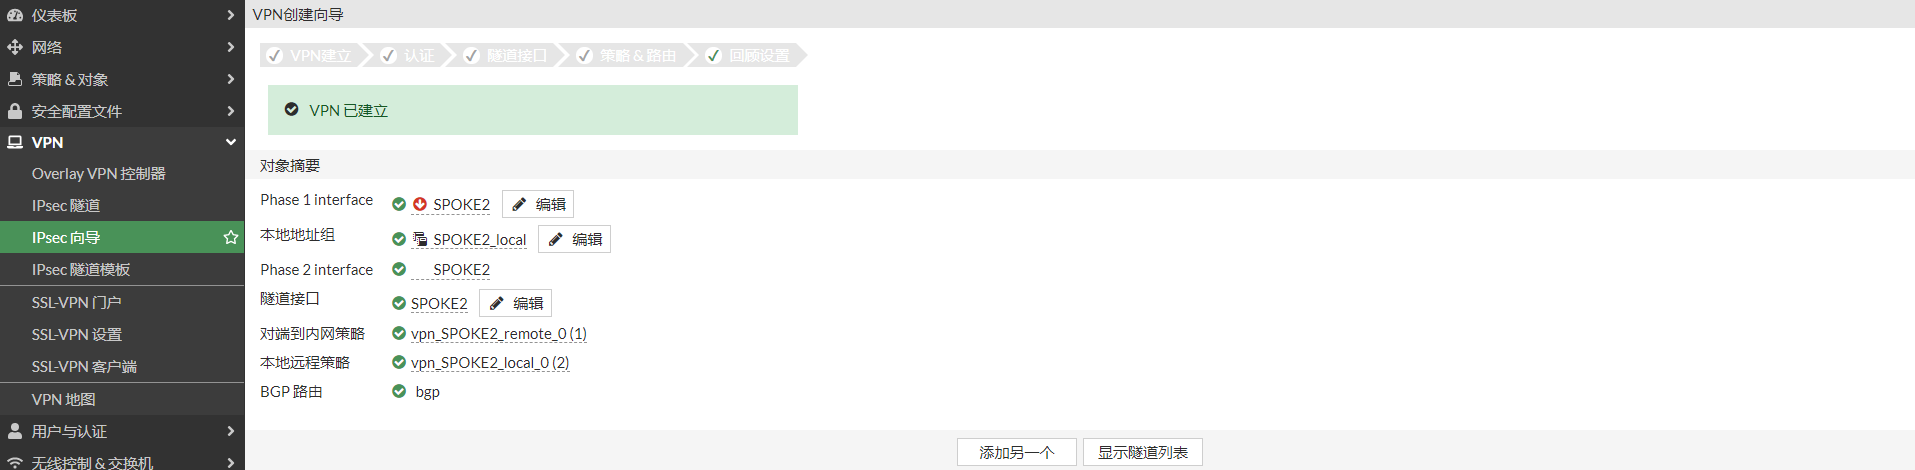 仪表板
网络
策略 & 对象
安全配置文件
VPN
Overlay VPN 控制器
IPsec 隧道
IPsec 向导
IPsec 隧道模板
SSL-VPN 门户
SSL-VPN 设置
SSL-VPN 客户端
VPN 地图
用户与认证
无线控制 & 交换机
VPN创建向导
VPN建立 认证 隧道接口 策略 & 路由 回顾设置
VPN 已建立
对象摘要
Phase 1 interface SPOKE2 编辑
本地地址组 SPOKE2_local 编辑
Phase 2 interface SPOKE2
隧道接口 SPOKE2 编辑
对端到内网策略 vpn_SPOKE2_remote_0 (1)
本地远程策略 vpn_SPOKE2_local_0 (2)
BGP 路由 bgp
添加另一个 显示隧道列表